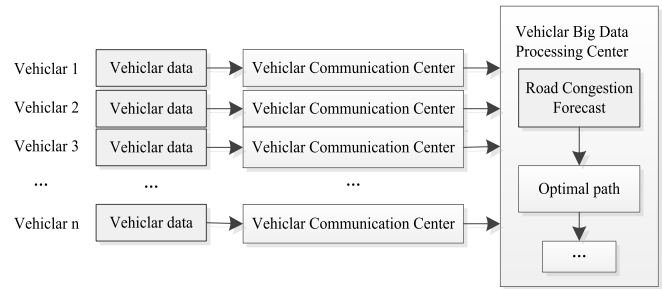 Vehiclar Big Data
Processing Center
Vehiclar 1
Vehiclar data
Vehiclar Communication Center
Vehiclar 2
Vehiclar data
Vehiclar Communication Center
Vehiclar 3
Vehiclar data
Vehiclar Communication Center
...
...
...
Vehiclar n
Vehiclar data
Vehiclar Communication Center
Road Congestion
Forecast
Optimal path
...